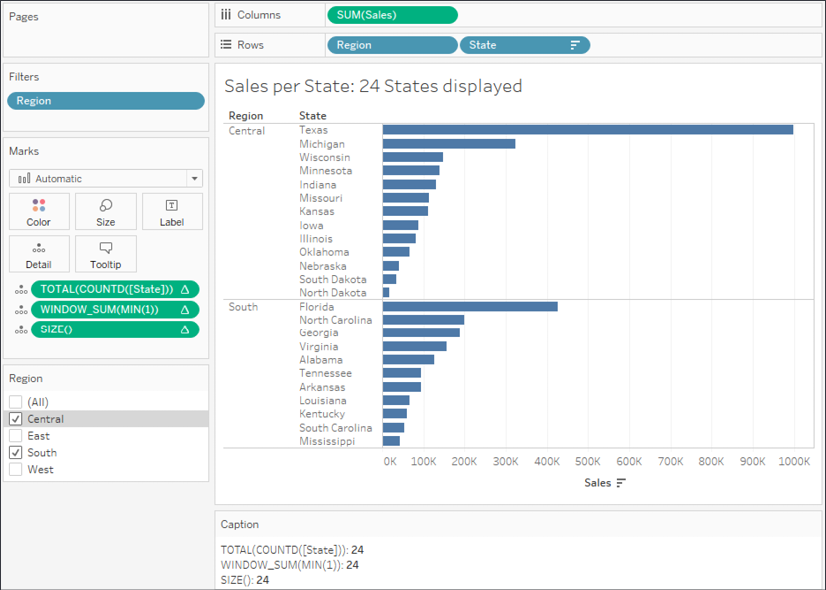 Pages
Columns
SUM(Sales)
Rows
Region
State
Filters
Region
Marks
Automatic
Color
Size
Label
Detail
Tooltip
TOTAL(COUNTD([State]))
WINDOW_SUM(MIN(1))
SIZE()
Region
(All)
Central
East
South
West
Sales per State: 24 States displayed
Region State
Central Texas
Michigan
Wisconsin
Minnesota
Indiana
Missouri
Kansas
Iowa
Illinois
Oklahoma
Nebraska
South Dakota
North Dakota
South Florida
North Carolina
Georgia
Virginia
Alabama
Tennessee
Arkansas
Louisiana
Kentucky
South Carolina
Mississippi
0K 100K 200K 300K 400K 500K 600K 700K 800K 900K 1000K
Sales
Caption
TOTAL(COUNTD([State])): 24
WINDOW_SUM(MIN(1)): 24
SIZE(): 24